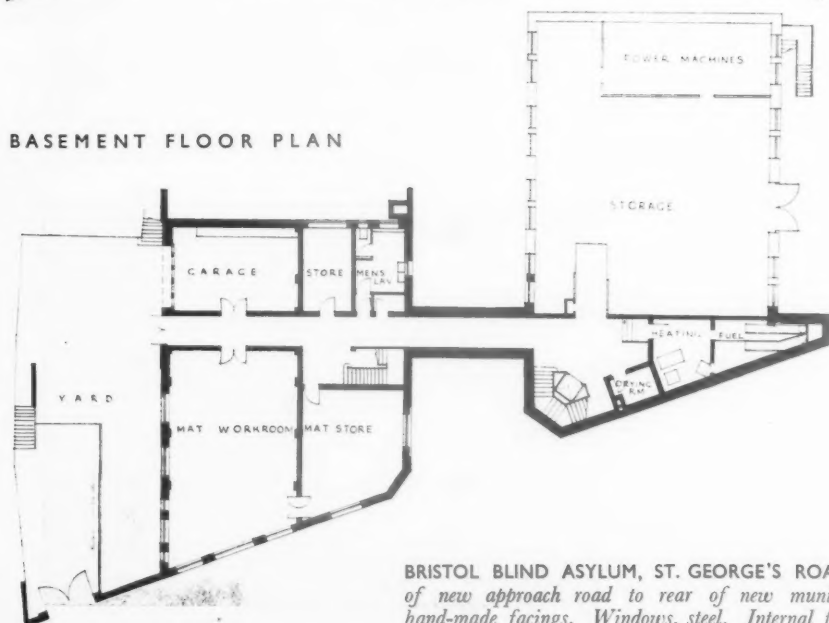 POWER MACHINES
BASEMENT FLOOR PLAN
STORAGE
GARAGE
STORE
MENS
LAV.
HEATING
FUEL
DRYING
RM.
YARD
MAT WORKROOM
MAT STORE
BRISTOL BLIND ASYLUM, ST. GEORGE'S ROA
of new approach road to rear of new muni
hand-made facings. Windows, steel. Internal